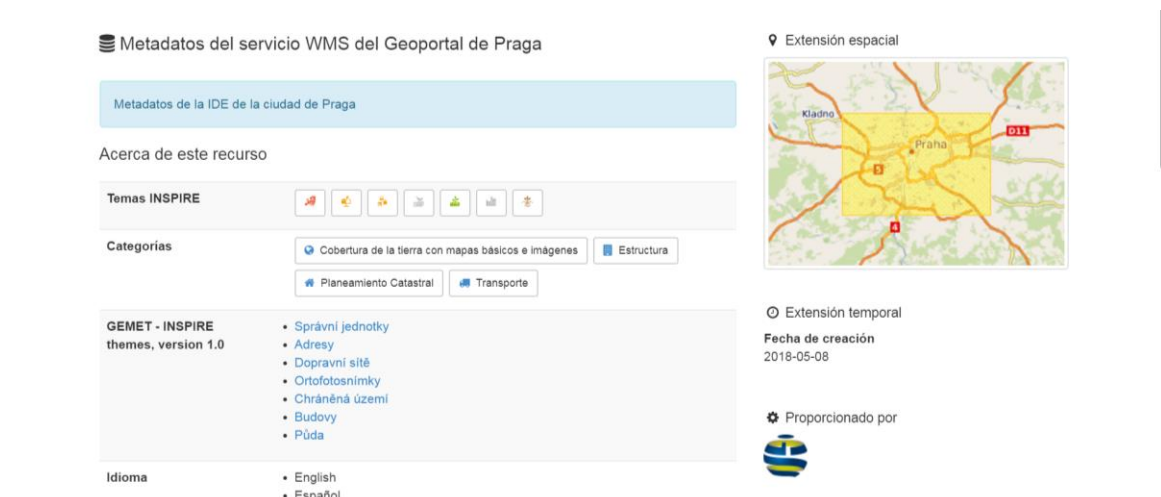 Metadatos del servicio WMS del Geoportal de Praga
Metadatos de la IDE de la ciudad de Praga
Acerca de este recurso
Temas INSPIRE
Categorías
Cobertura de la tierra con mapas básicos e imágenes
Estructura
Planeamiento Catastral
Transporte
GEMET - INSPIRE
themes, version 1.0
Správní jednotky
Adresy
Dopravní sítě
Ortofotosnímky
Chráněná území
Budovy
Půda
Idioma
English
Español
Extensión espacial
Kladno
D11
Praha
5
4
Extensión temporal
Fecha de creación
2018-05-08
Proporcionado por